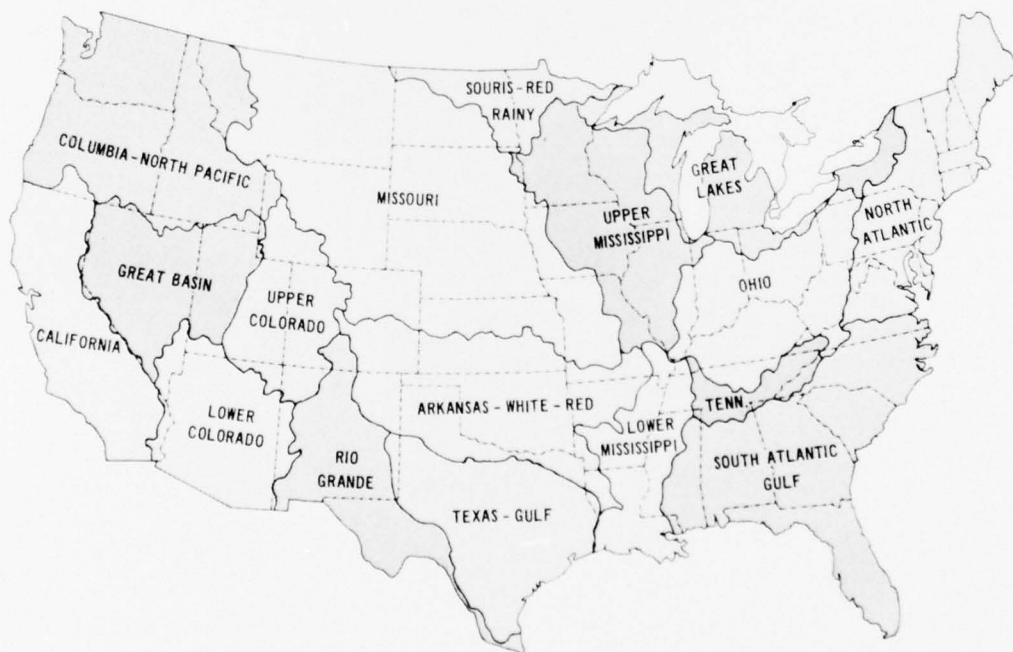 SOURIS-RED
RAINY
COLUMBIA-NORTH PACIFIC
MISSOURI
GREAT
LAKES
UPPER
MISSISSIPPI
NORTH
ATLANTIC
GREAT BASIN
UPPER
COLORADO
OHIO
CALIFORNIA
LOWER
COLORADO
ARKANSAS-WHITE-RED
TENN.
LOWER
MISSISSIPPI
RIO
GRANDE
SOUTH ATLANTIC
GULF
TEXAS-GULF